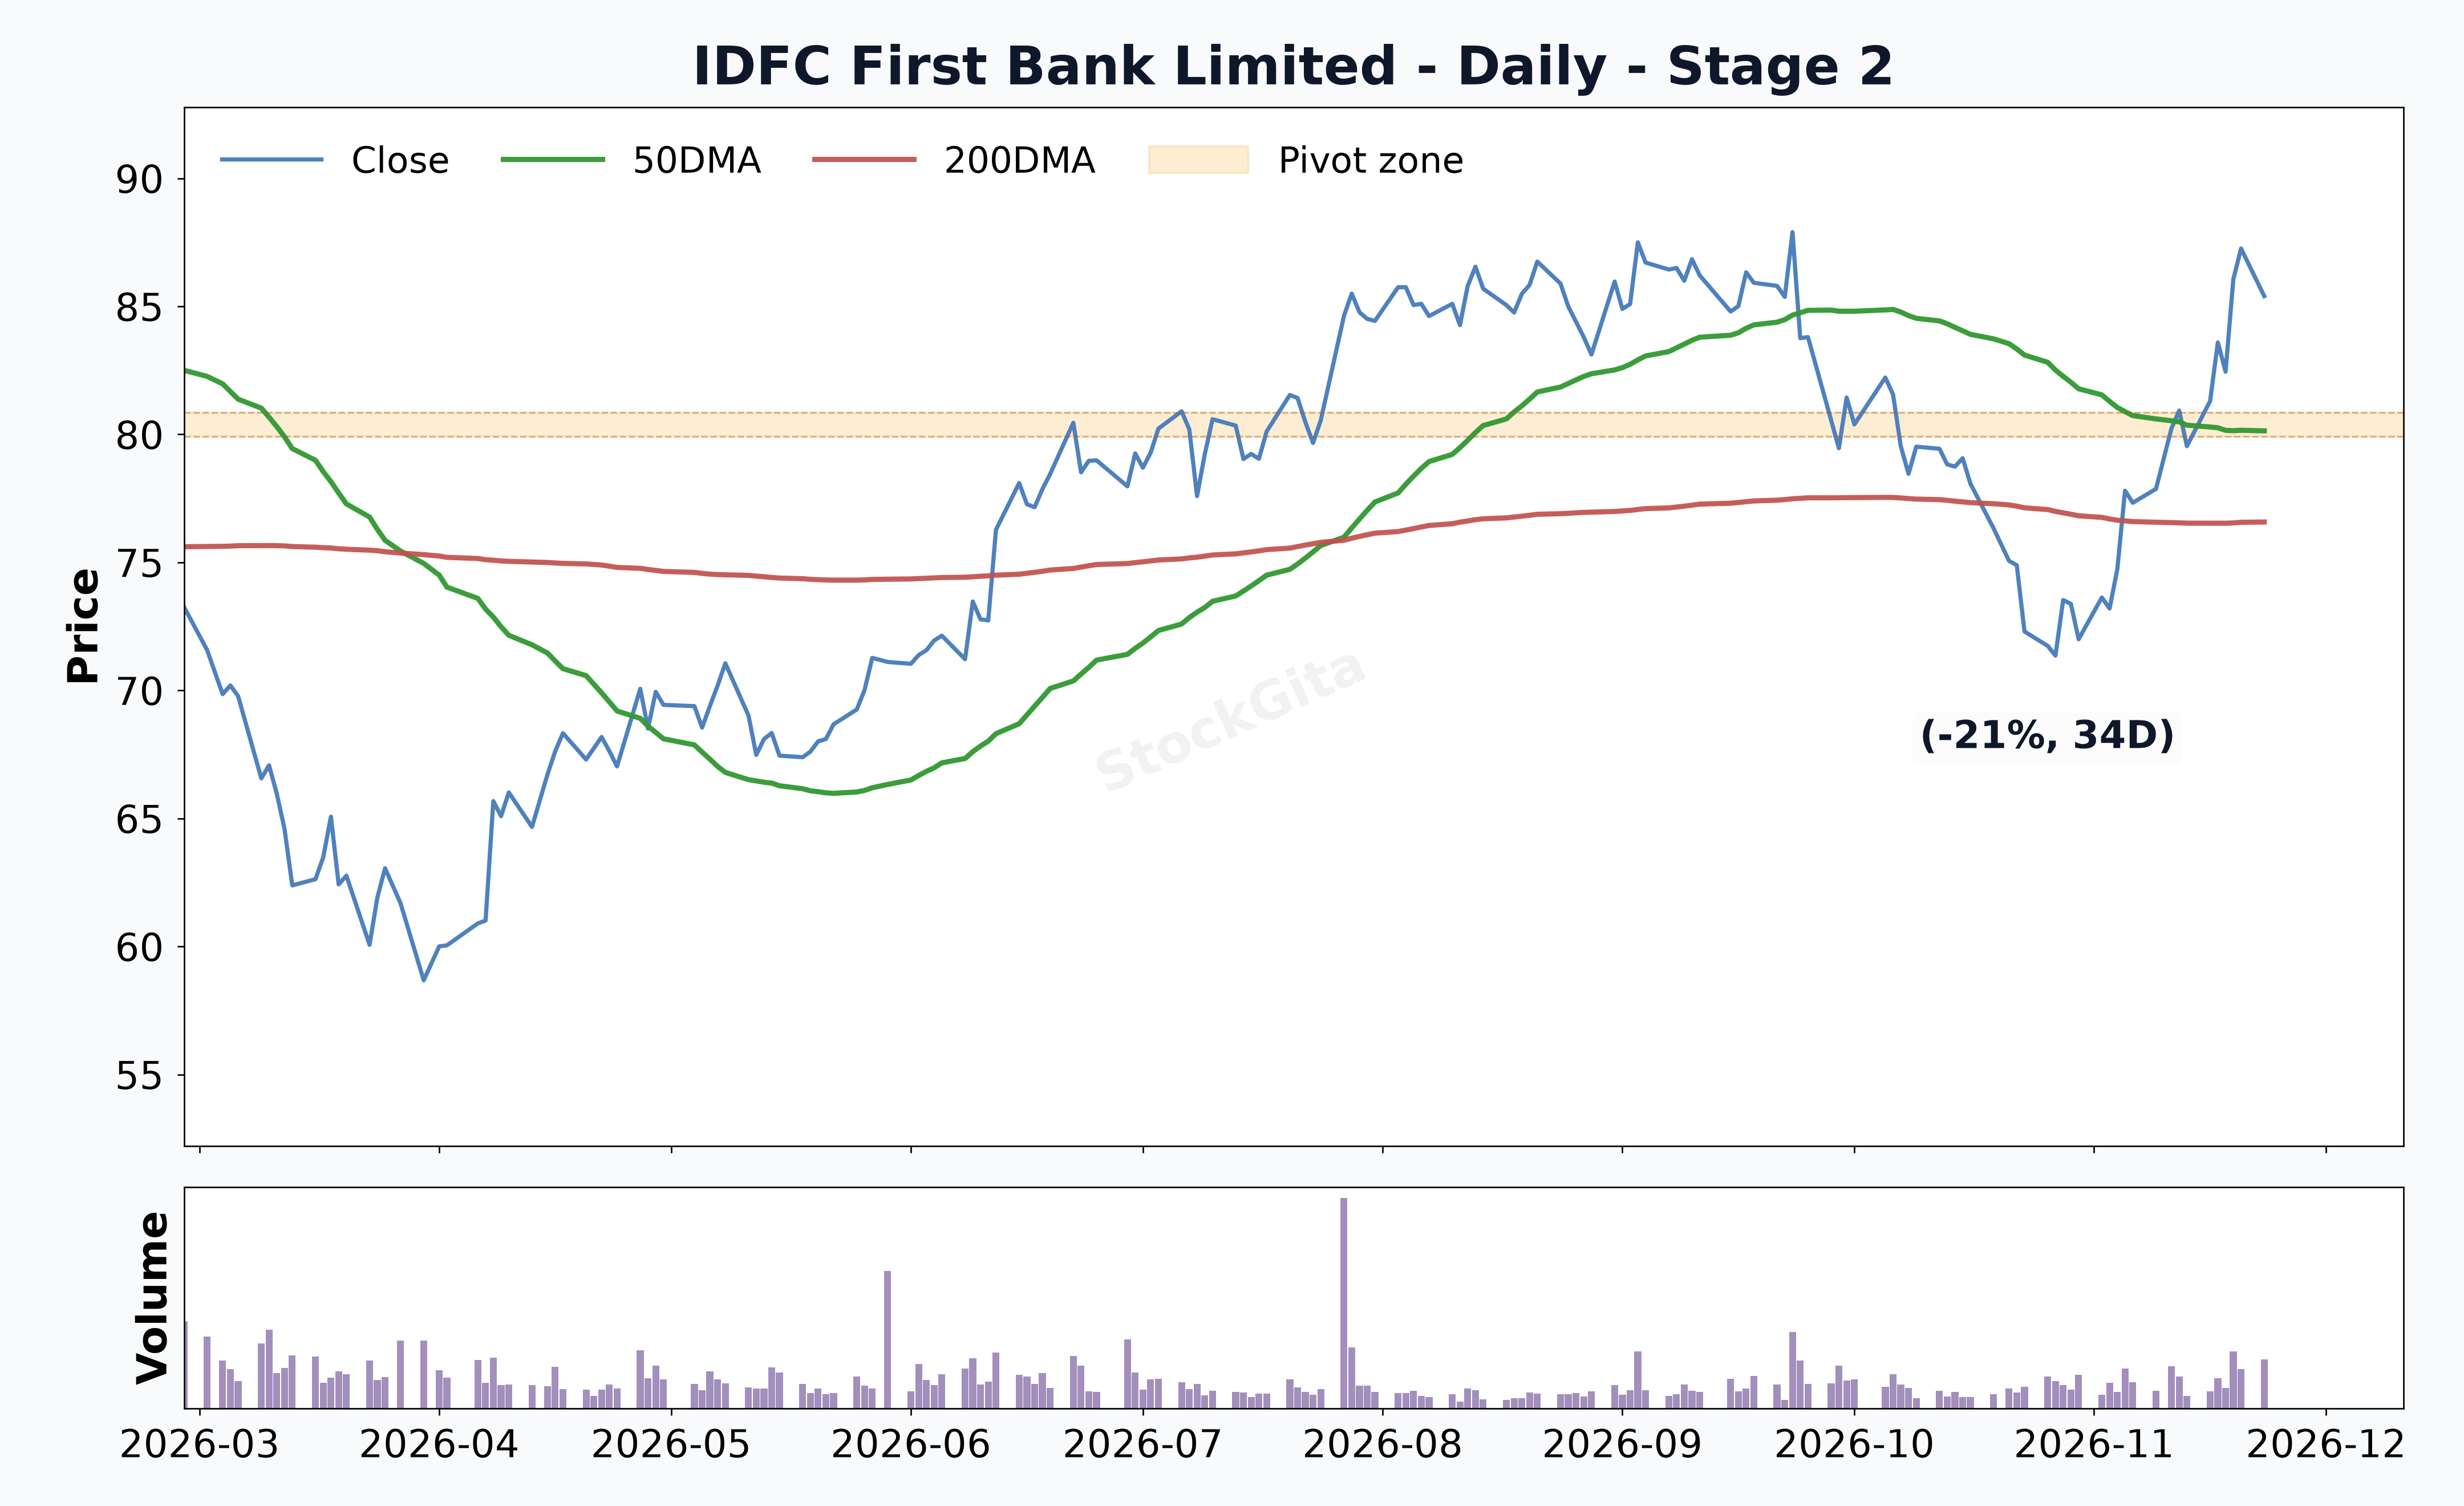 IDFC First Bank Limited - Daily - Stage 2
Close 50DMA 200DMA Pivot zone
Price
90
85
80
75
70
65
60
55
StockGita
(-21%, 34D)
Volume
2026-03 2026-04 2026-05 2026-06 2026-07 2026-08 2026-09 2026-10 2026-11 2026-12